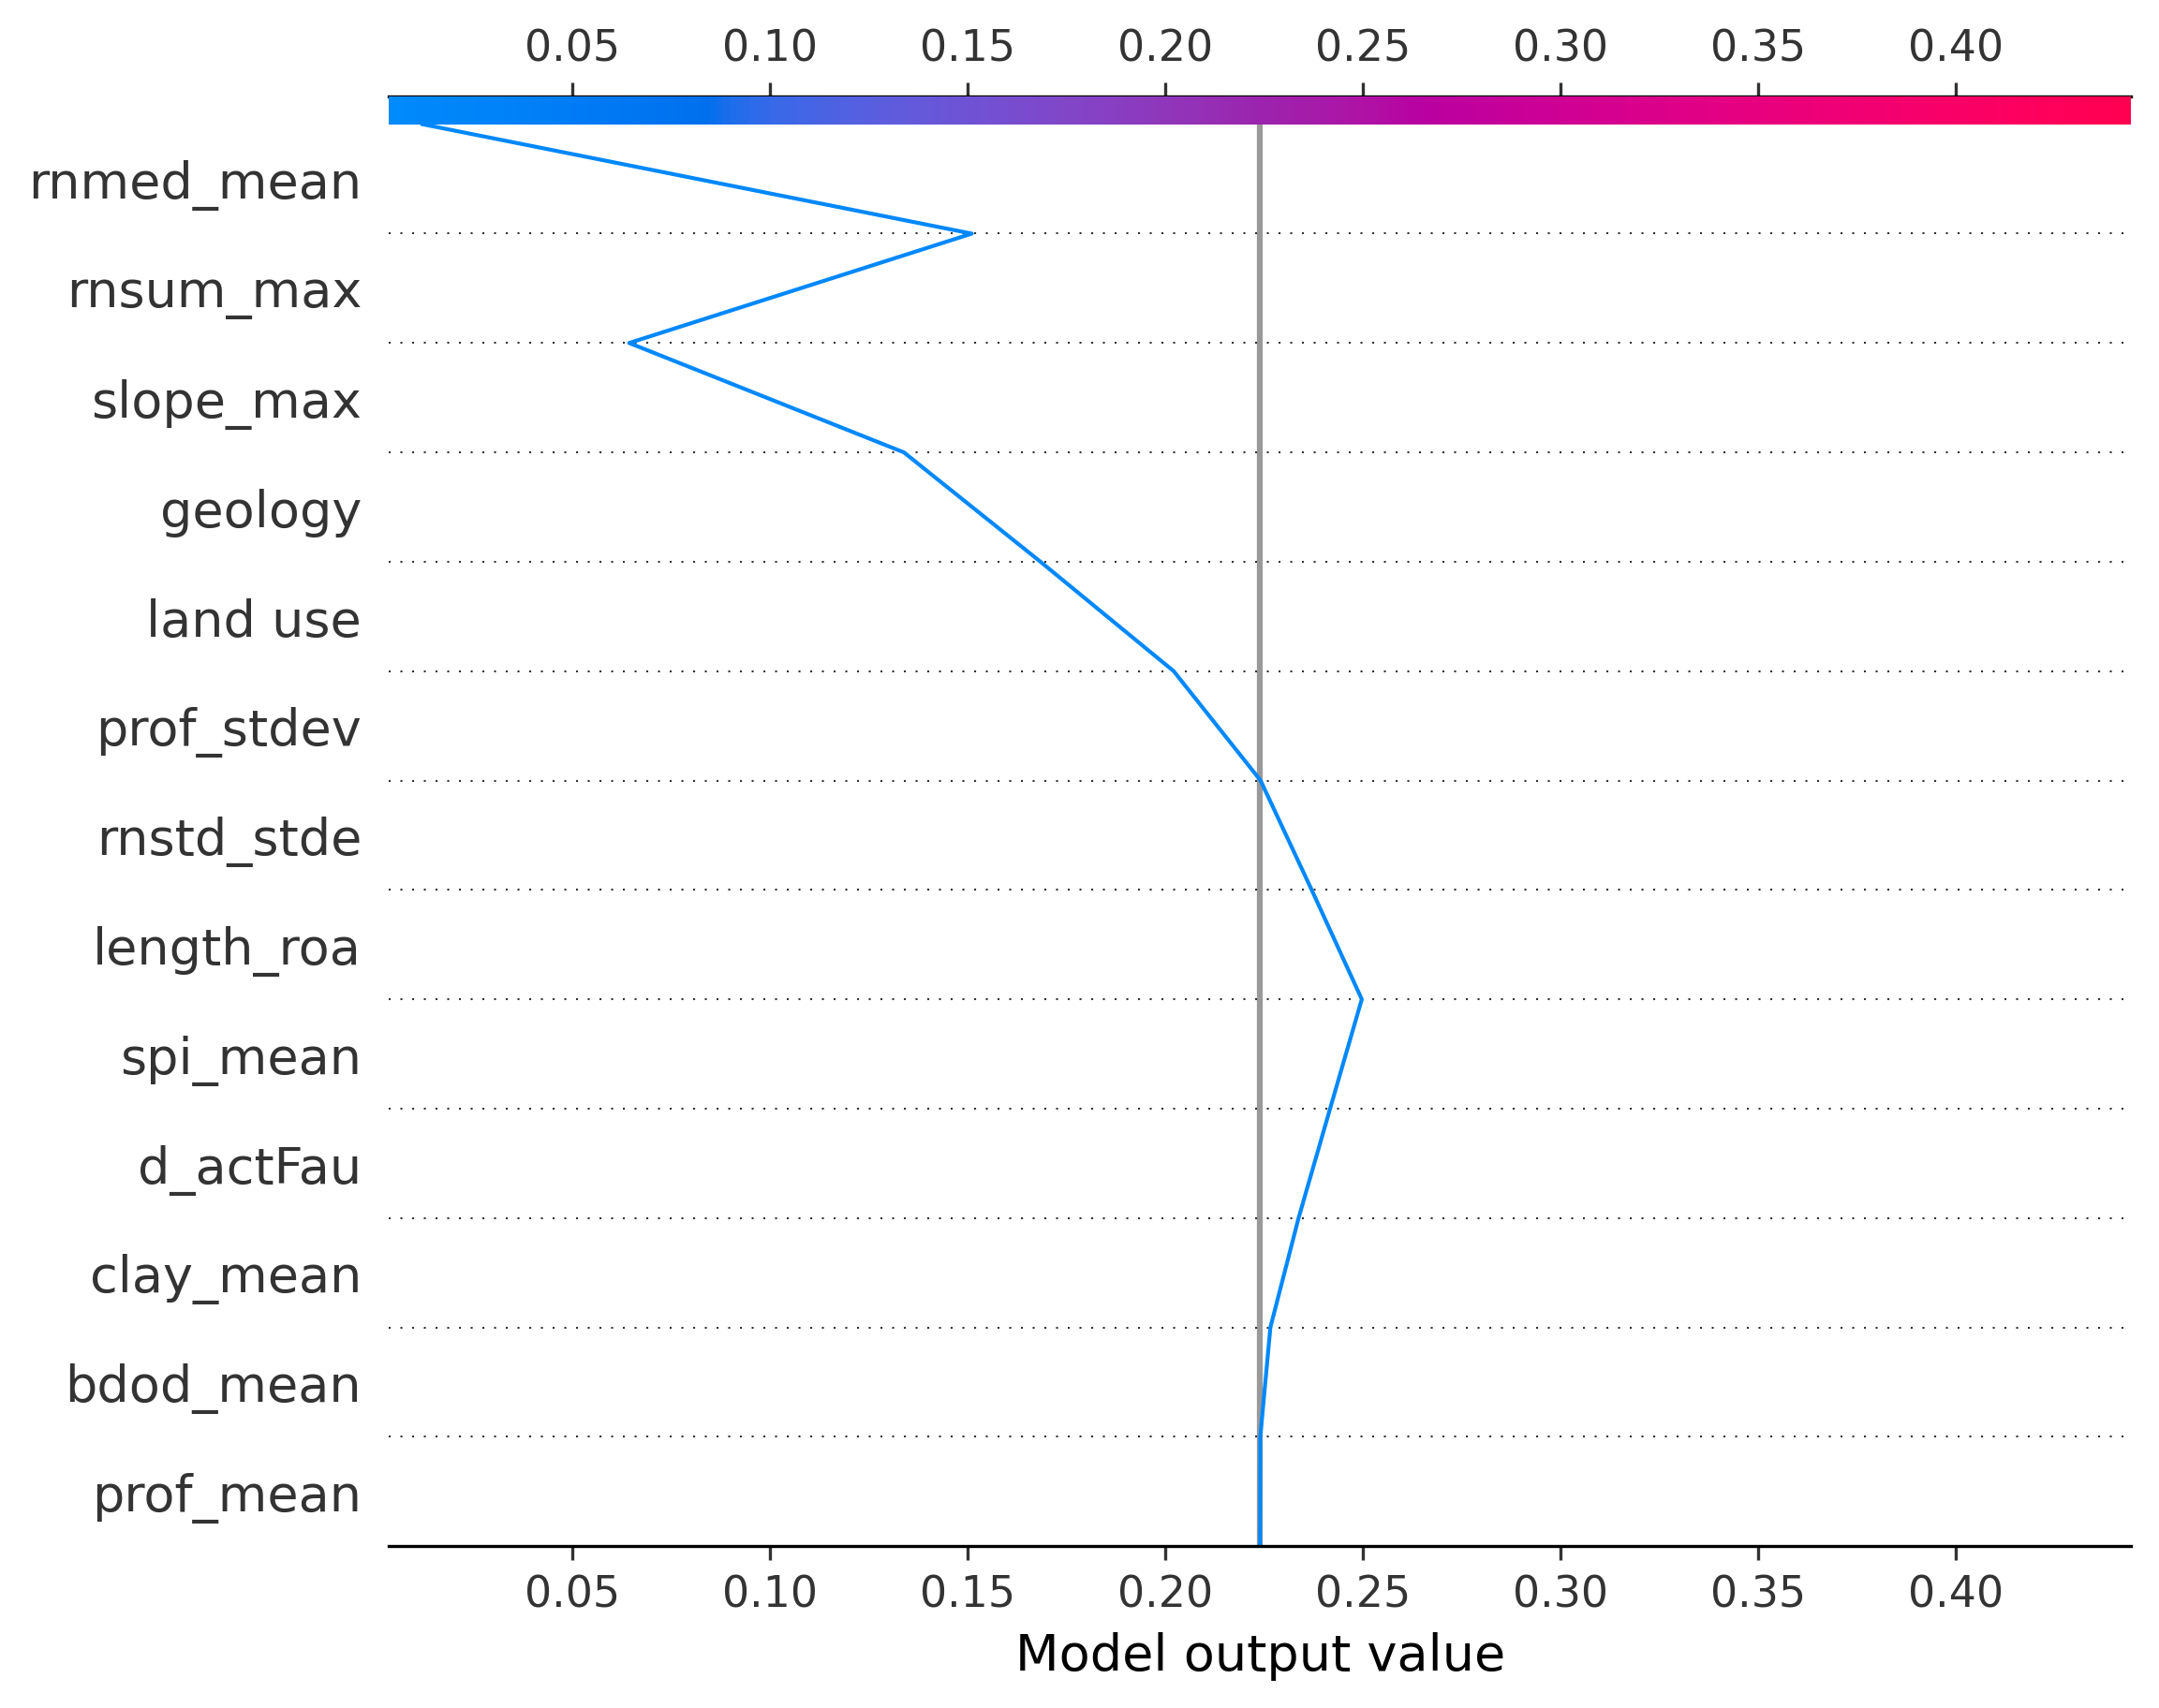 0.05 0.10 0.15 0.20 0.25 0.30 0.35 0.40
rnmed_mean
rnsum_max
slope_max
geology
land use
prof_stdev
rnstd_stde
length_roa
spi_mean
d_actFau
clay_mean
bdod_mean
prof_mean
0.05 0.10 0.15 0.20 0.25 0.30 0.35 0.40
Model output value